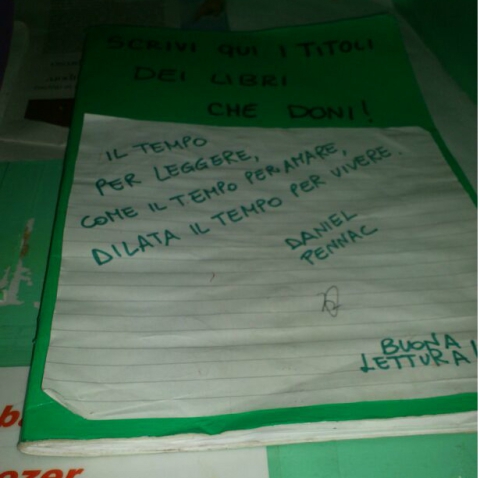 SCRIVI QUI I TITOLI
DEI LIBRI
CHE DONI!
IL TEMPO
PER LEGGERE,
COME IL TEMPO PER AMARE,
DILATA IL TEMPO PER VIVERE.
DANIEL
PENNAC
BUONA
LETTURA!
ozer